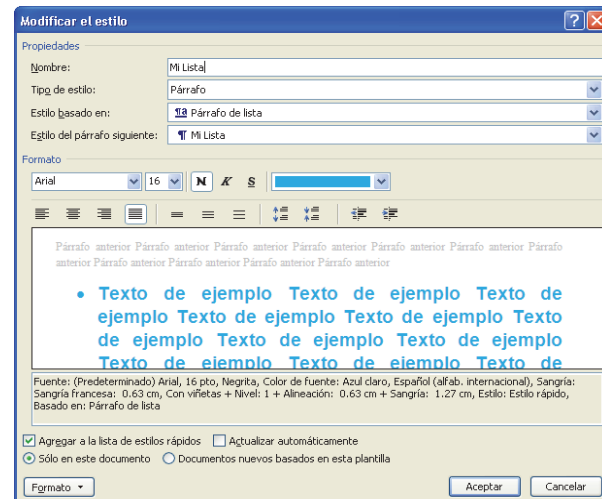 Modificar el estilo
Propiedades
Nombre: Mi Lista
Tipo de estilo: Párrafo
Estilo basado en: ¶a Párrafo de lista
Estilo del párrafo siguiente: ¶ Mi Lista
Formato
Arial 16 N K S
Párrafo anterior Párrafo anterior Párrafo anterior Párrafo anterior Párrafo anterior Párrafo anterior Párrafo
anterior Párrafo anterior Párrafo anterior Párrafo anterior Párrafo anterior
• Texto de ejemplo Texto de ejemplo Texto de
ejemplo Texto de ejemplo Texto de ejemplo Texto
de ejemplo Texto de ejemplo Texto de ejemplo
Texto de ejemplo Texto de ejemplo Texto de
Fuente: (Predeterminado) Arial, 16 pto, Negrita, Color de fuente: Azul claro, Español (alfab. internacional), Sangría:
Sangría francesa: 0.63 cm, Con viñetas + Nivel: 1 + Alineación: 0.63 cm + Sangría: 1.27 cm, Estilo: Estilo rápido,
Basado en: Párrafo de lista
Agregar a la lista de estilos rápidos Actualizar automáticamente
Sólo en este documento Documentos nuevos basados en esta plantilla
Formato Aceptar Cancelar